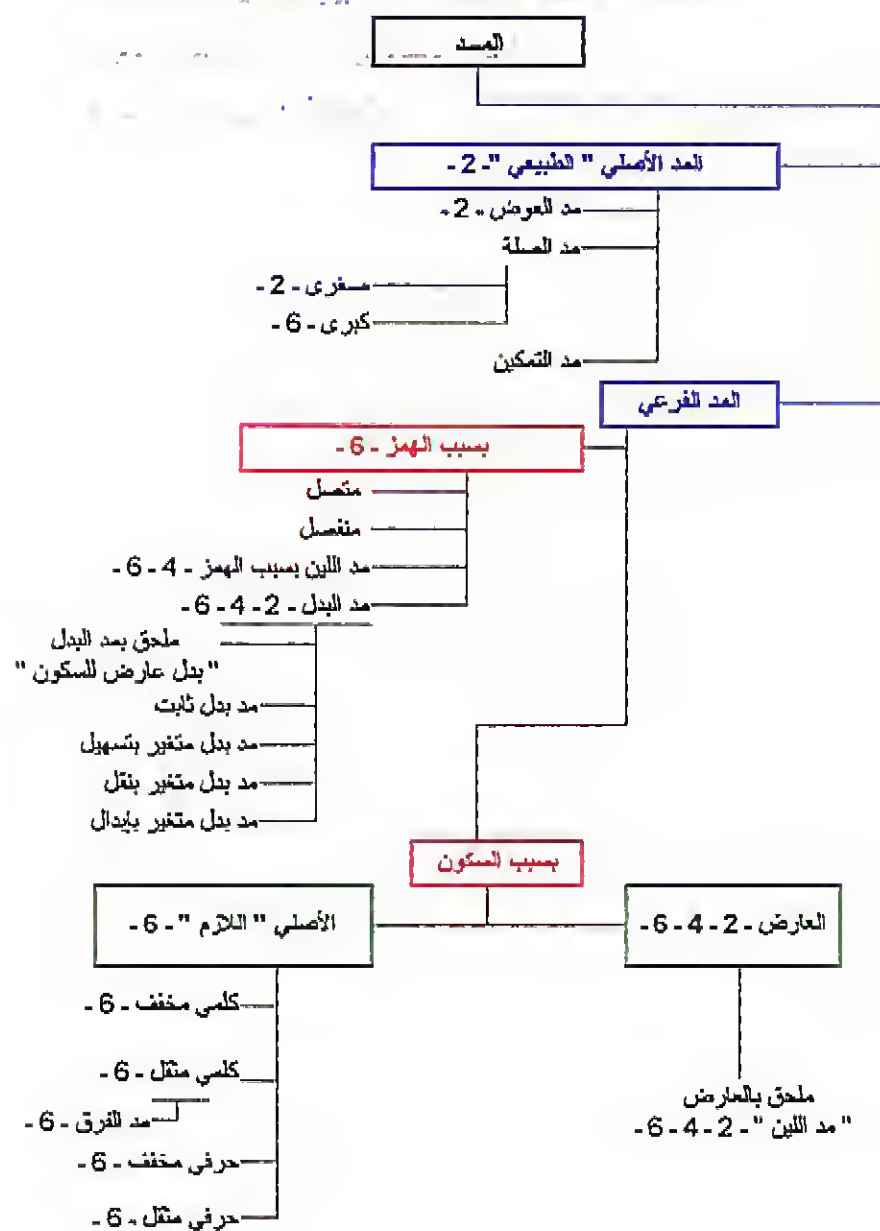 المد
المد الأصلي " الطبيعي "-2-
مد العوض -2-
مد الصلة
صغرى -2-
كبرى -6-
مد التمكين
المد الفرعي
بسبب الهمز -6-
متصل
منفصل
مد اللين بسبب الهمز -4-6-
مد البدل -2-4-6-
ملحق بمد البدل
" بدل عارض للسكون "
مد بدل ثابت
مد بدل متغير بتسهيل
مد بدل متغير بنقل
مد بدل متغير بإبدال
بسبب السكون
العارض -2-4-6-
ملحق بالعارض
" مد اللين "-2-4-6-
الأصلي " اللازم "-6-
كلمي مخفف -6-
كلمي مثقل -6-
مد الفرق -6-
حرفي مخفف -6-
حرفي مثقل -6-